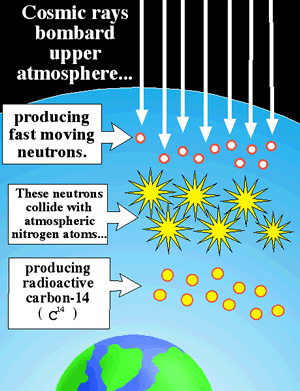 Cosmic rays
bombard
upper
atmosphere...
producing
fast moving
neutrons.
These neutrons
collide with
atmospheric
nitrogen atoms...
producing
radioactive
carbon-14
( C14 )